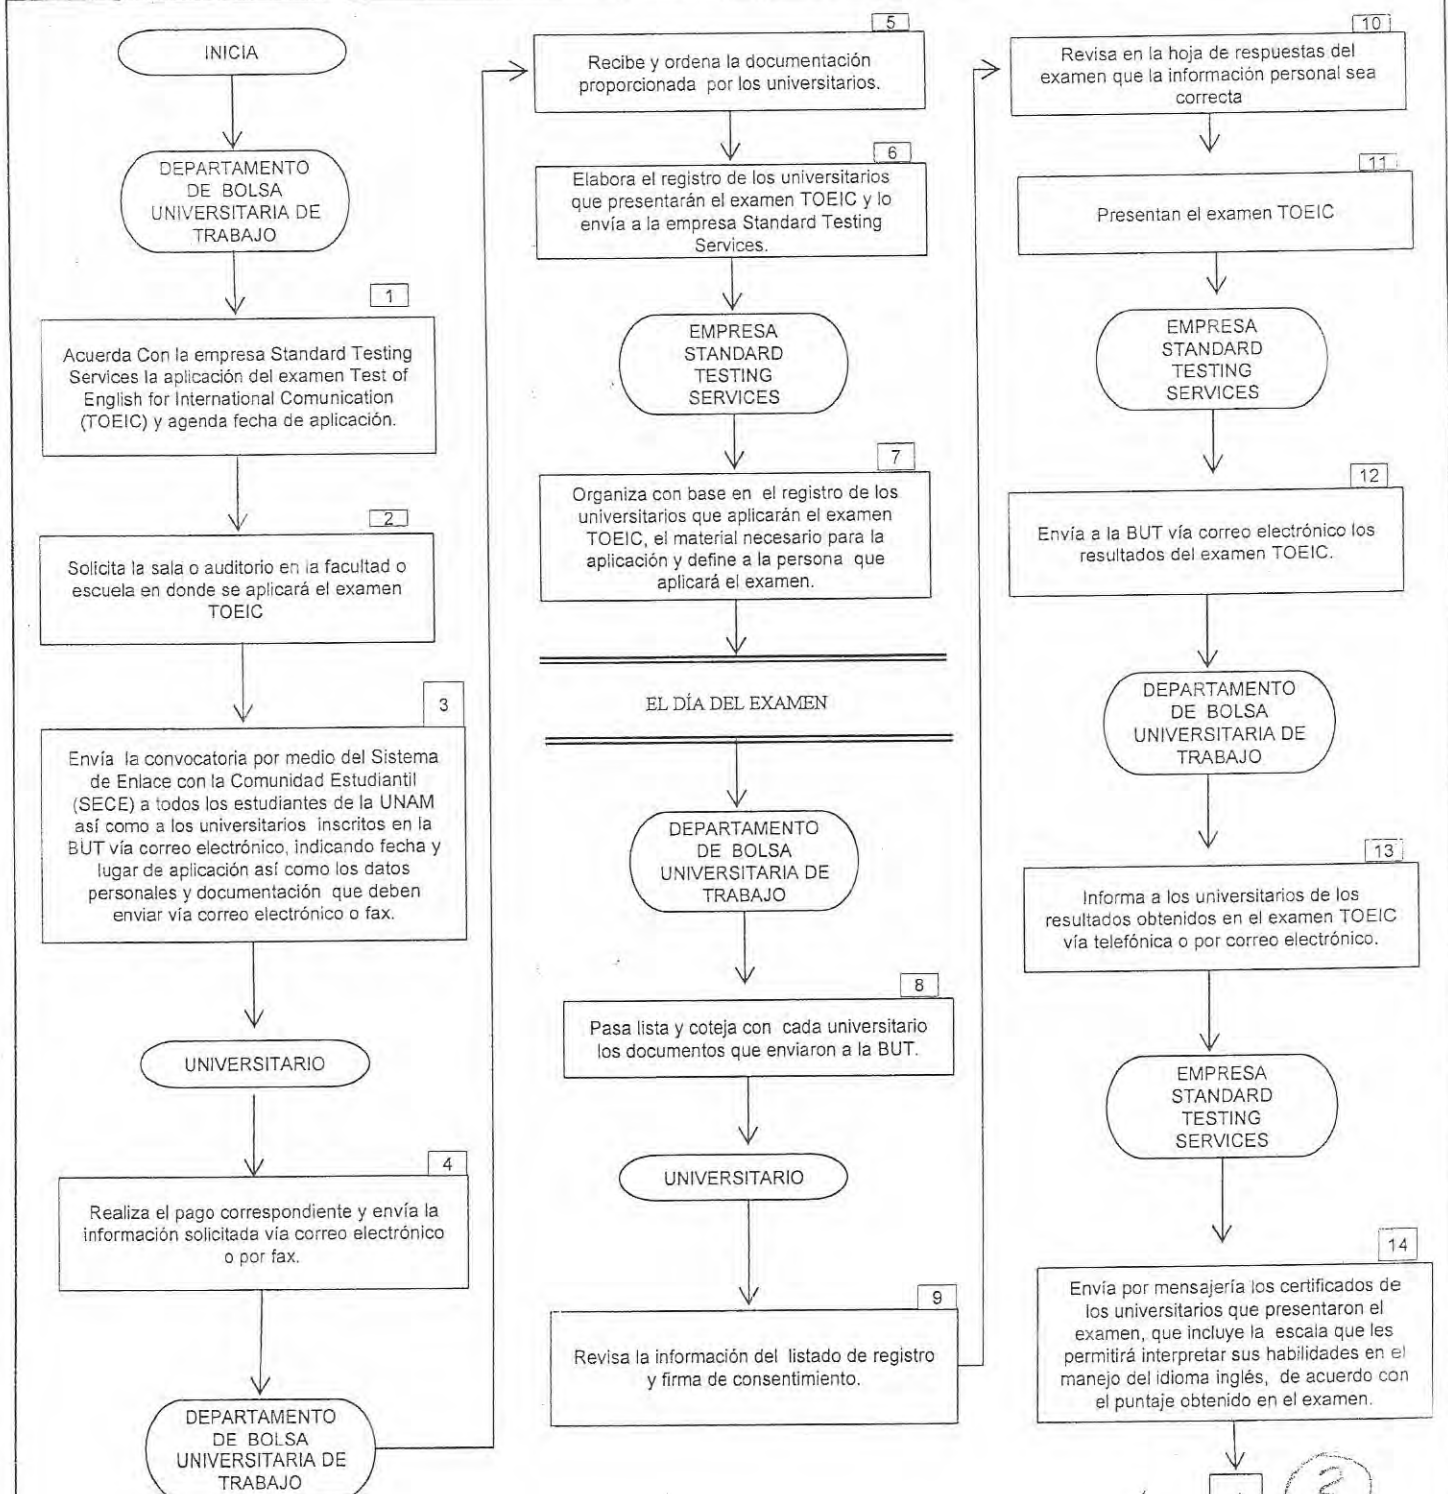 INICIA
DEPARTAMENTO
DE BOLSA
UNIVERSITARIA DE
TRABAJO
1
Acuerda Con la empresa Standard Testing
Services la aplicación del examen Test of
English for International Comunication
(TOEIC) y agenda fecha de aplicación.
2
Solicita la sala o auditorio en la facultad o
escuela en donde se aplicará el examen
TOEIC
3
Envía la convocatoria por medio del Sistema
de Enlace con la Comunidad Estudiantil
(SECE) a todos los estudiantes de la UNAM
así como a los universitarios inscritos en la
BUT vía correo electrónico, indicando fecha y
lugar de aplicación así como los datos
personales y documentación que deben
enviar vía correo electrónico o fax.
UNIVERSITARIO
4
Realiza el pago correspondiente y envía la
información solicitada vía correo electrónico
o por fax.
DEPARTAMENTO
DE BOLSA
UNIVERSITARIA DE
TRABAJO
5
Recibe y ordena la documentación
proporcionada por los universitarios.
6
Elabora el registro de los universitarios
que presentarán el examen TOEIC y lo
envía a la empresa Standard Testing
Services.
EMPRESA
STANDARD
TESTING
SERVICES
7
Organiza con base en el registro de los
universitarios que aplicarán el examen
TOEIC, el material necesario para la
aplicación y define a la persona que
aplicará el examen.
EL DÍA DEL EXAMEN
DEPARTAMENTO
DE BOLSA
UNIVERSITARIA DE
TRABAJO
8
Pasa lista y coteja con cada universitario
los documentos que enviaron a la BUT.
UNIVERSITARIO
9
Revisa la información del listado de registro
y firma de consentimiento.
10
Revisa en la hoja de respuestas del
examen que la información personal sea
correcta
11
Presentan el examen TOEIC
EMPRESA
STANDARD
TESTING
SERVICES
12
Envía a la BUT vía correo electrónico los
resultados del examen TOEIC.
DEPARTAMENTO
DE BOLSA
UNIVERSITARIA DE
TRABAJO
13
Informa a los universitarios de los
resultados obtenidos en el examen TOEIC
vía telefónica o por correo electrónico.
EMPRESA
STANDARD
TESTING
SERVICES
14
Envía por mensajería los certificados de
los universitarios que presentaron el
examen, que incluye la escala que les
permitirá interpretar sus habilidades en el
manejo del idioma inglés, de acuerdo con
el puntaje obtenido en el examen.
2